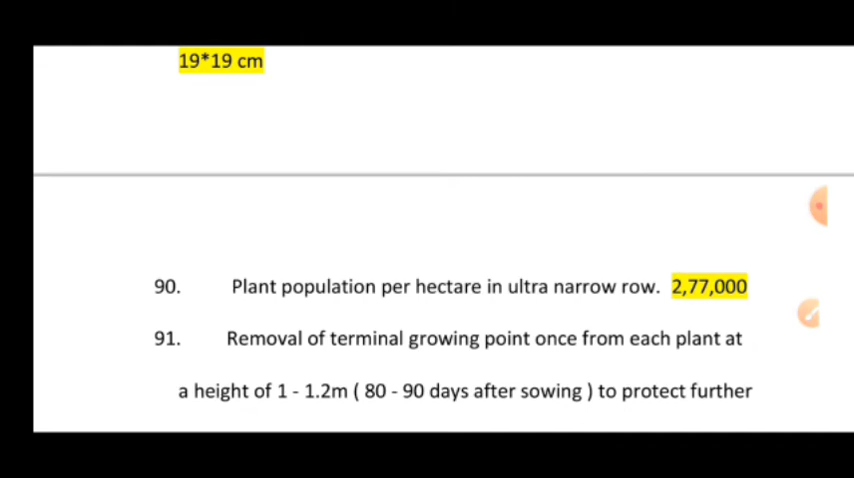 19*19 cm
90. Plant population per hectare in ultra narrow row. 2,77,000
91. Removal of terminal growing point once from each plant at
a height of 1 - 1.2m ( 80 - 90 days after sowing ) to protect further